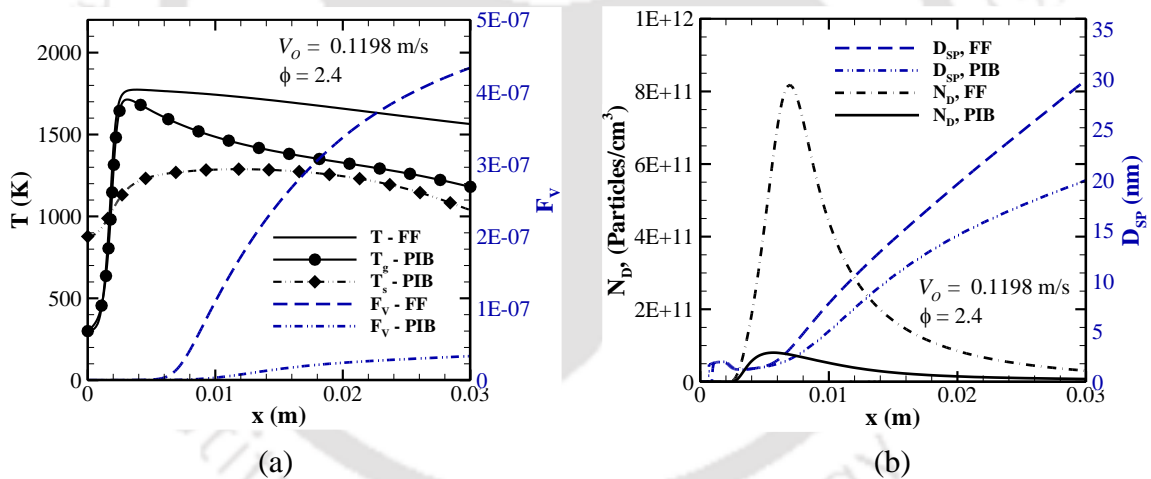 2000
1500
1000
500
0
T (K)
5E-07
4E-07
3E-07
2E-07
1E-07
0
F_V
V_O = 0.1198 m/s
ϕ = 2.4
T - FF
T_g - PIB
T_s - PIB
F_V - FF
F_V - PIB
0 0.01 0.02 0.03
x (m)
(a)
1E+12
8E+11
6E+11
4E+11
2E+11
0
N_D, (Particles/cm³)
35
30
25
20
15
10
5
0
D_SP (nm)
D_SP, FF
D_SP, PIB
N_D, FF
N_D, PIB
V_O = 0.1198 m/s
ϕ = 2.4
0 0.01 0.02 0.03
x (m)
(b)